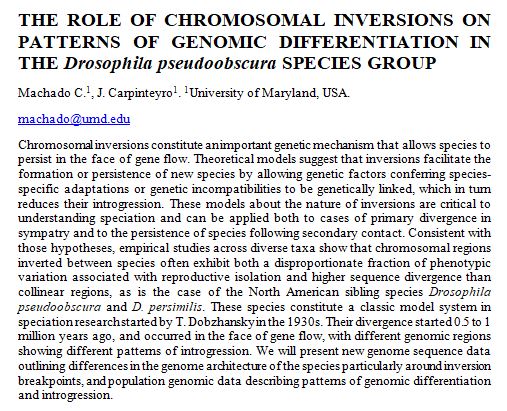 THE ROLE OF CHROMOSOMAL INVERSIONS ON
PATTERNS OF GENOMIC DIFFERENTIATION IN
THE Drosophila pseudoobscura SPECIES GROUP
Machado C.1, J. Carpinteyro1. 1University of Maryland, USA.
machado@umd.edu
Chromosomal inversions constitute an important genetic mechanism that allows species to
persist in the face of gene flow. Theoretical models suggest that inversions facilitate the
formation or persistence of new species by allowing genetic factors conferring species-
specific adaptations or genetic incompatibilities to be genetically linked, which in turn
reduces their introgression. These models about the nature of inversions are critical to
understanding speciation and can be applied both to cases of primary divergence in
sympatry and to the persistence of species following secondary contact. Consistent with
those hypotheses, empirical studies across diverse taxa show that chromosomal regions
inverted between species often exhibit both a disproportionate fraction of phenotypic
variation associated with reproductive isolation and higher sequence divergence than
collinear regions, as is the case of the North American sibling species Drosophila
pseudoobscura and D. persimilis. These species constitute a classic model system in
speciation research started by T. Dobzhansky in the 1930s. Their divergence started 0.5 to 1
million years ago, and occurred in the face of gene flow, with different genomic regions
showing different patterns of introgression. We will present new genome sequence data
outlining differences in the genome architecture of the species particularly around inversion
breakpoints, and population genomic data describing patterns of genomic differentiation
and introgression.